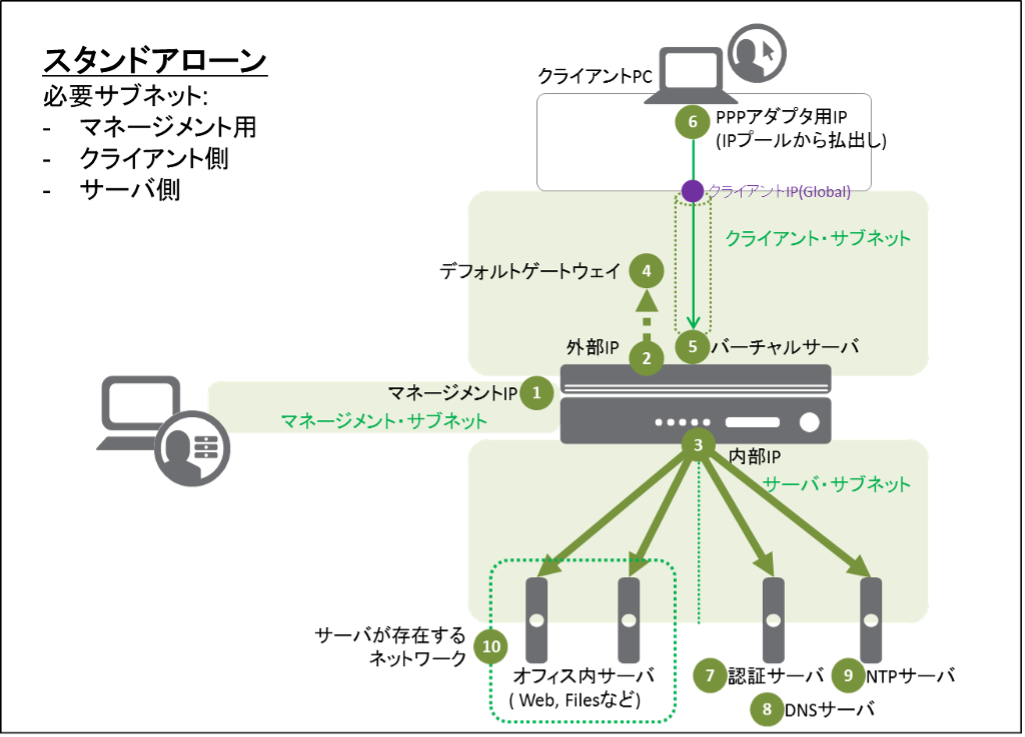 スタンドアローン
必要サブネット:
- マネージメント用
- クライアント側
- サーバ側
クライアントPC
6
PPPアダプタ用IP
(IPプールから払出し)
クライアントIP(Global)
クライアント・サブネット
デフォルトゲートウェイ
4
外部IP
2
5
バーチャルサーバ
マネージメントIP
1
マネージメント・サブネット
3
内部IP
サーバ・サブネット
サーバが存在する
ネットワーク
10
オフィス内サーバ
( Web, Filesなど)
7
認証サーバ
9
NTPサーバ
8
DNSサーバ